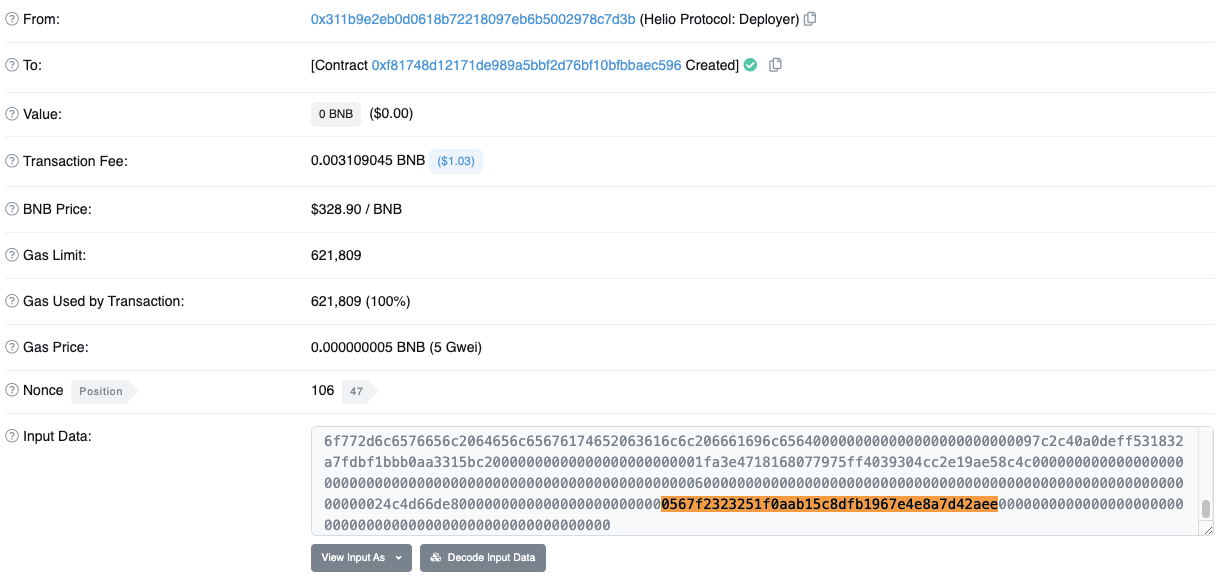 From: 0x311b9e2eb0d0618b72218097eb6b5002978c7d3b (Helio Protocol: Deployer)
To: [Contract 0xf81748d12171de989a5bbf2d76bf10bfbbaec596 Created]
Value: 0 BNB ($0.00)
Transaction Fee: 0.003109045 BNB ($1.03)
BNB Price: $328.90 / BNB
Gas Limit: 621,809
Gas Used by Transaction: 621,809 (100%)
Gas Price: 0.000000005 BNB (5 Gwei)
Nonce Position 106 47
Input Data:
View Input As Decode Input Data